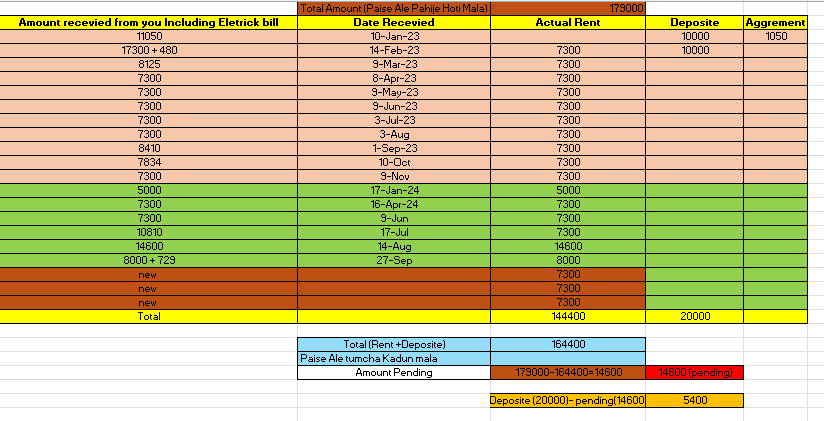 Total Amount (Paise Ale Pahije Hoti Mala) 179000
Amount recevied from you Including Eletrick bill Date Recevied Actual Rent Deposite Aggrement
11050 10-Jan-23 10000 1050
17300 + 480 14-Feb-23 7300 10000
8125 9-Mar-23 7300
7300 8-Apr-23 7300
7300 9-May-23 7300
7300 9-Jun-23 7300
7300 3-Jul-23 7300
7300 3-Aug 7300
8410 1-Sep-23 7300
7834 10-Oct 7300
7300 9-Nov 7300
5000 17-Jan-24 5000
7300 16-Apr-24 7300
7300 9-Jun 7300
10810 17-Jul 7300
14600 14-Aug 14600
8000 + 729 27-Sep 8000
new 7300
new 7300
new 7300
Total 144400 20000
Total (Rent +Deposite) 164400
Paise Ale tumcha Kadun mala
Amount Pending 179000-164400=14600 14600 (pending)
Deposite (20000)- pending(14600 5400